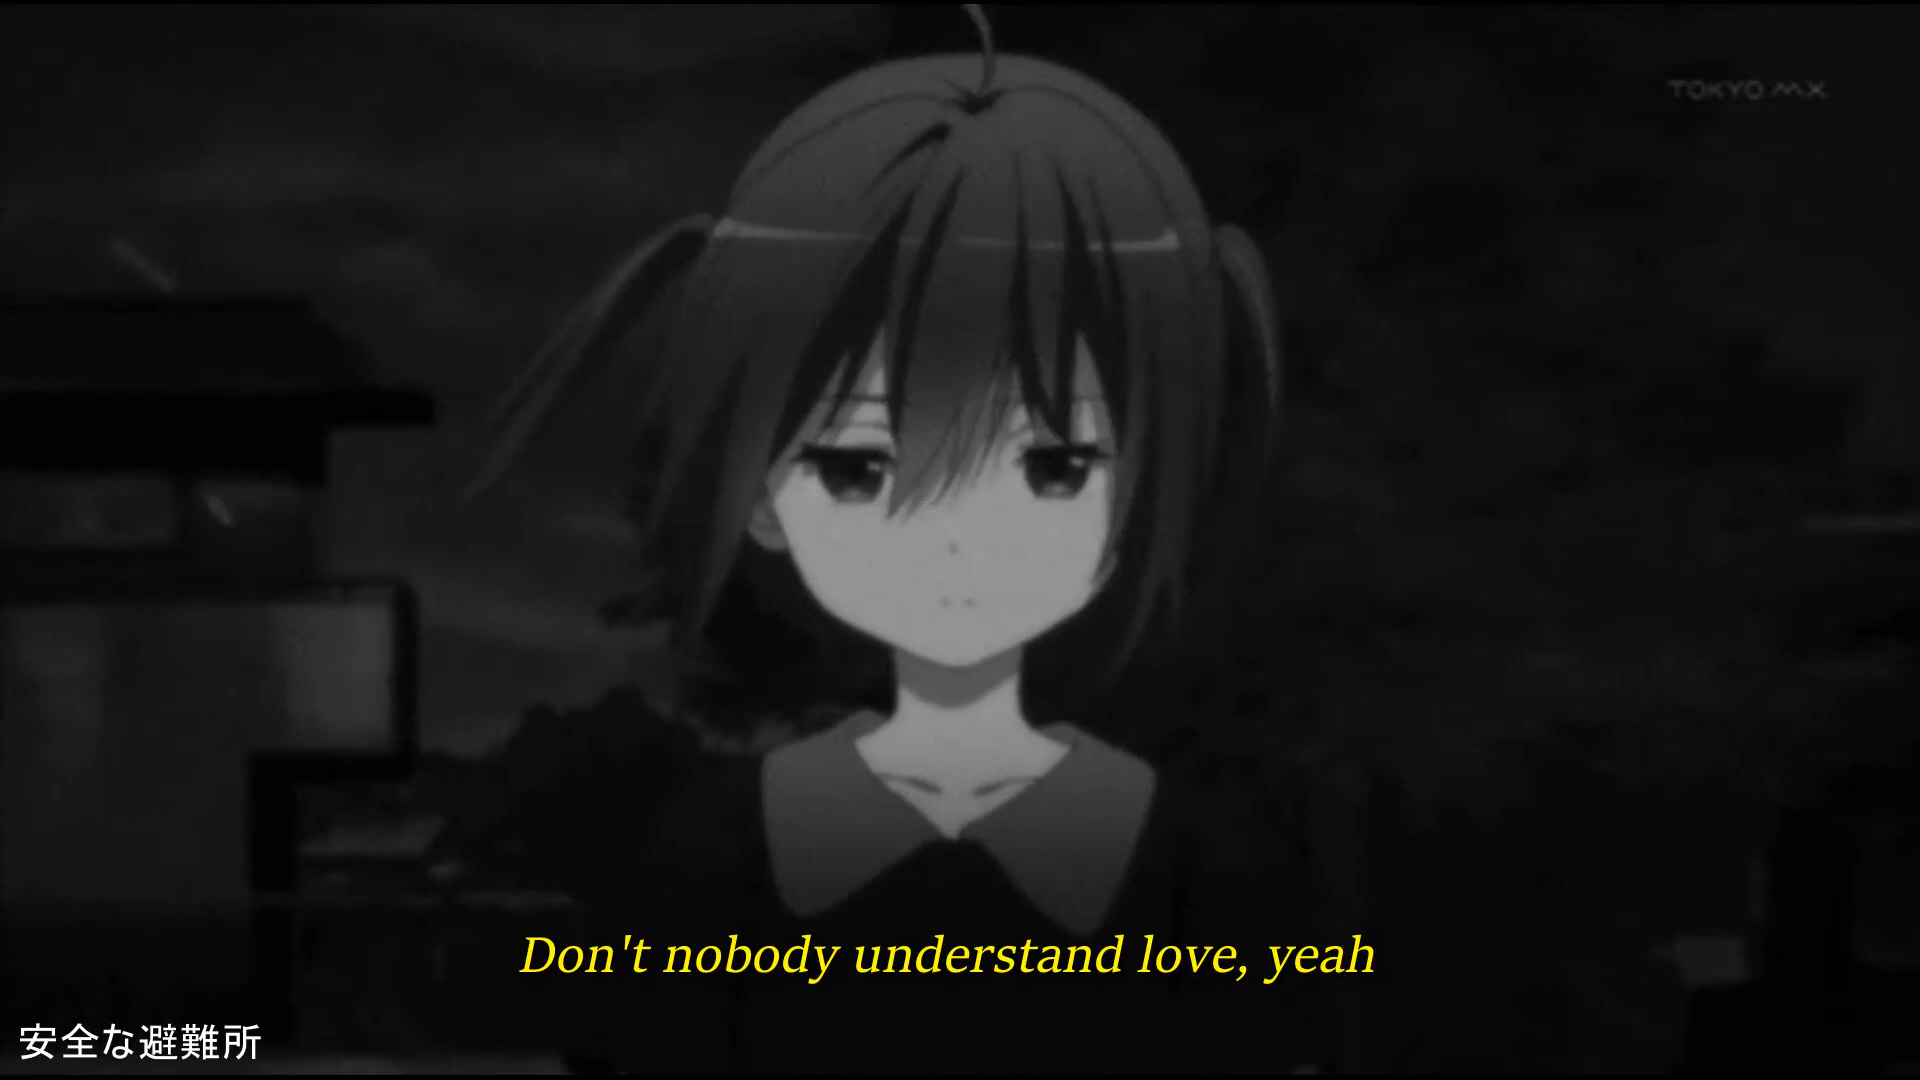 TOKYO MX
Don't nobody understand love, yeah
安全な避難所